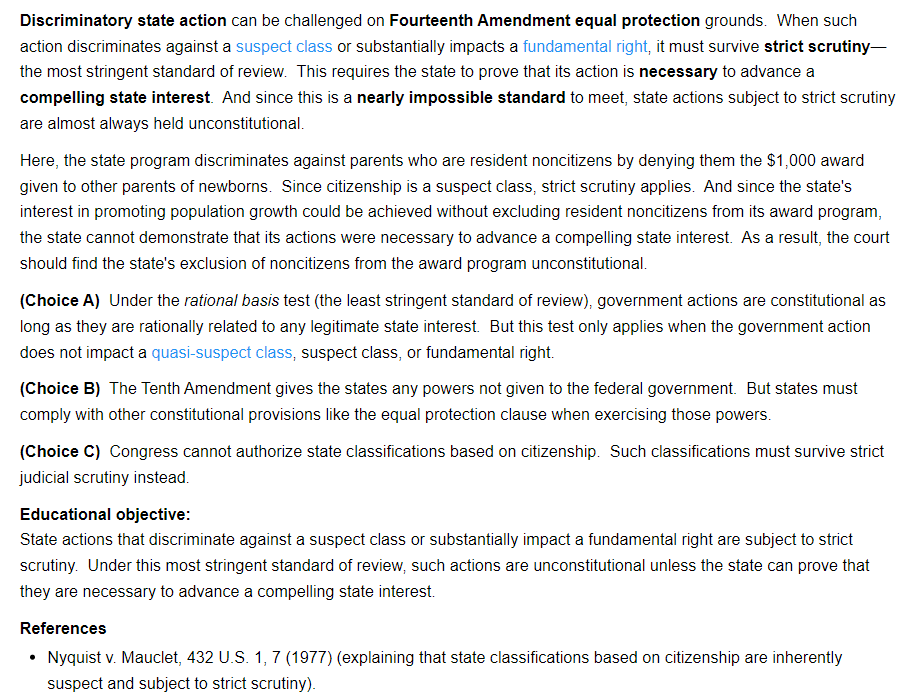 Discriminatory state action can be challenged on Fourteenth Amendment equal protection grounds. When such
action discriminates against a suspect class or substantially impacts a fundamental right, it must survive strict scrutiny—
the most stringent standard of review. This requires the state to prove that its action is necessary to advance a
compelling state interest. And since this is a nearly impossible standard to meet, state actions subject to strict scrutiny
are almost always held unconstitutional.
Here, the state program discriminates against parents who are resident noncitizens by denying them the $1,000 award
given to other parents of newborns. Since citizenship is a suspect class, strict scrutiny applies. And since the state's
interest in promoting population growth could be achieved without excluding resident noncitizens from its award program,
the state cannot demonstrate that its actions were necessary to advance a compelling state interest. As a result, the court
should find the state's exclusion of noncitizens from the award program unconstitutional.
(Choice A) Under the rational basis test (the least stringent standard of review), government actions are constitutional as
long as they are rationally related to any legitimate state interest. But this test only applies when the government action
does not impact a quasi-suspect class, suspect class, or fundamental right.
(Choice B) The Tenth Amendment gives the states any powers not given to the federal government. But states must
comply with other constitutional provisions like the equal protection clause when exercising those powers.
(Choice C) Congress cannot authorize state classifications based on citizenship. Such classifications must survive strict
judicial scrutiny instead.
Educational objective:
State actions that discriminate against a suspect class or substantially impact a fundamental right are subject to strict
scrutiny. Under this most stringent standard of review, such actions are unconstitutional unless the state can prove that
they are necessary to advance a compelling state interest.
References
• Nyquist v. Mauclet, 432 U.S. 1, 7 (1977) (explaining that state classifications based on citizenship are inherently
suspect and subject to strict scrutiny).